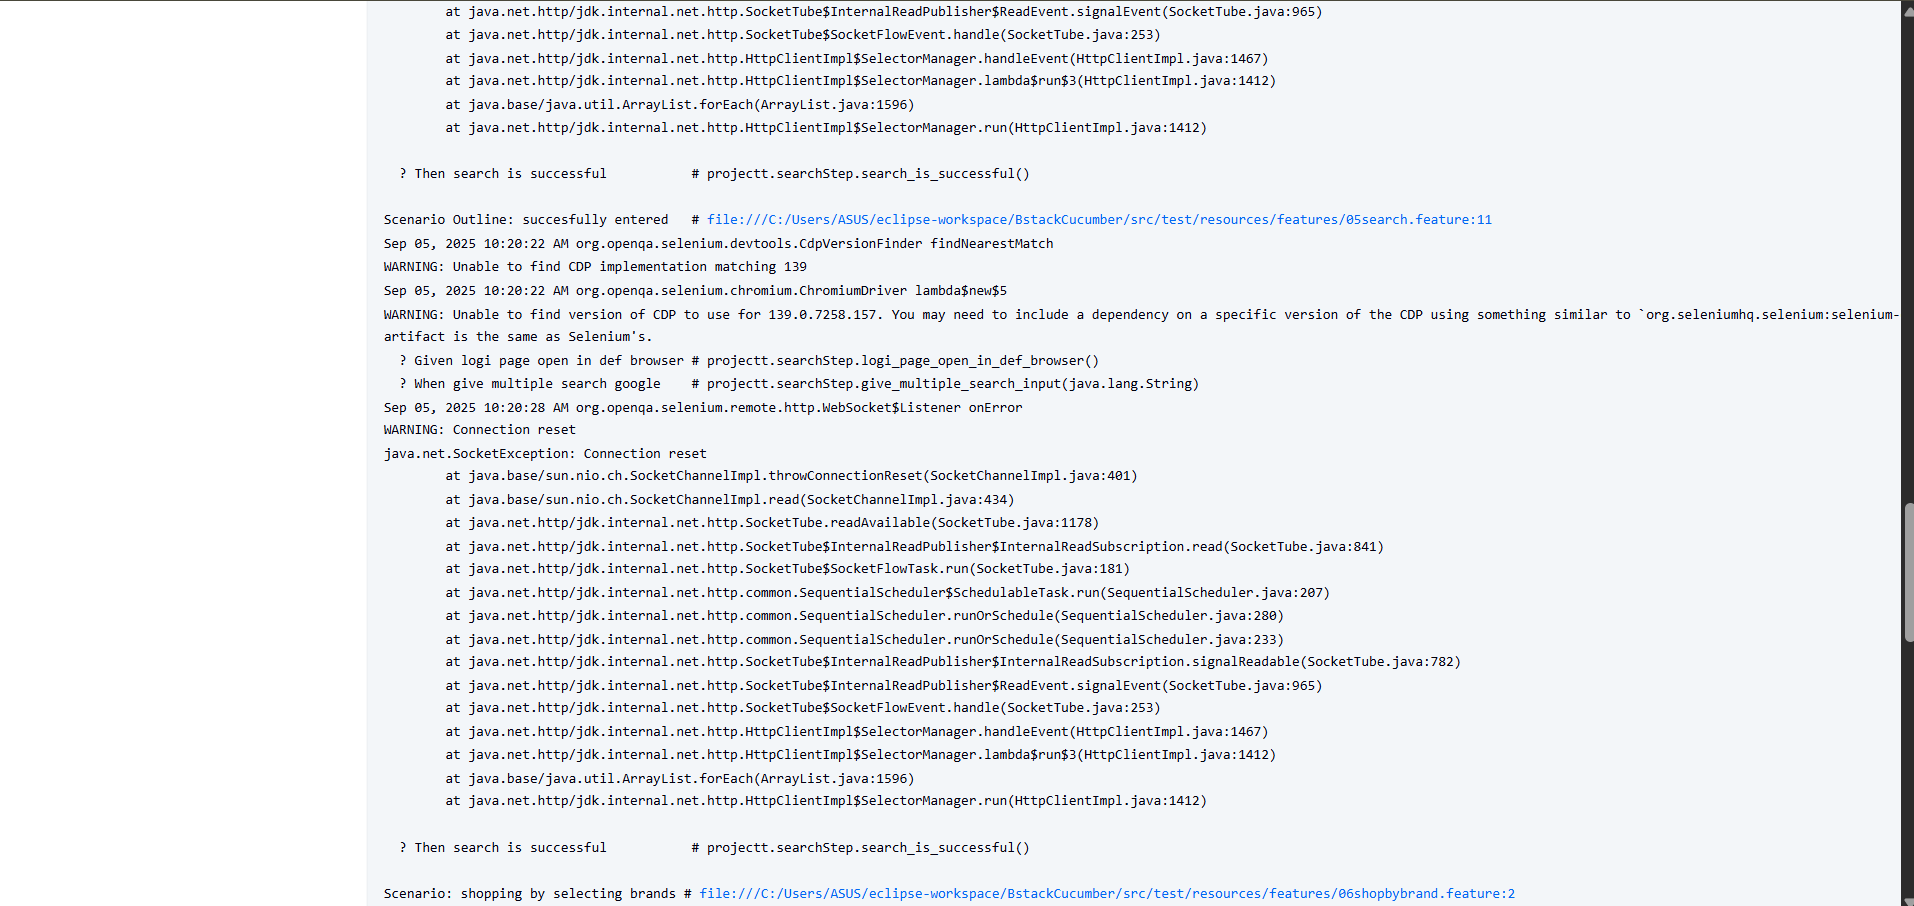 at java.net.http/jdk.internal.net.http.SocketTube$InternalReadPublisher$ReadEvent.signalEvent(SocketTube.java:965)
at java.net.http/jdk.internal.net.http.SocketTube$SocketFlowEvent.handle(SocketTube.java:253)
at java.net.http/jdk.internal.net.http.HttpClientImpl$SelectorManager.handleEvent(HttpClientImpl.java:1467)
at java.net.http/jdk.internal.net.http.HttpClientImpl$SelectorManager.lambda$run$3(HttpClientImpl.java:1412)
at java.base/java.util.ArrayList.forEach(ArrayList.java:1596)
at java.net.http/jdk.internal.net.http.HttpClientImpl$SelectorManager.run(HttpClientImpl.java:1412)
? Then search is successful # projectt.searchStep.search_is_successful()
Scenario Outline: succesfully entered # file:///C:/Users/ASUS/eclipse-workspace/BstackCucumber/src/test/resources/features/05search.feature:11
Sep 05, 2025 10:20:22 AM org.openqa.selenium.devtools.CdpVersionFinder findNearestMatch
WARNING: Unable to find CDP implementation matching 139
Sep 05, 2025 10:20:22 AM org.openqa.selenium.chromium.ChromiumDriver lambda$new$5
WARNING: Unable to find version of CDP to use for 139.0.7258.157. You may need to include a dependency on a specific version of the CDP using something similar to `org.seleniumhq.selenium:selenium-
artifact is the same as Selenium's.
? Given logi page open in def browser # projectt.searchStep.logi_page_open_in_def_browser()
? When give multiple search google # projectt.searchStep.give_multiple_search_input(java.lang.String)
Sep 05, 2025 10:20:28 AM org.openqa.selenium.remote.http.WebSocket$Listener onError
WARNING: Connection reset
java.net.SocketException: Connection reset
at java.base/sun.nio.ch.SocketChannelImpl.throwConnectionReset(SocketChannelImpl.java:401)
at java.base/sun.nio.ch.SocketChannelImpl.read(SocketChannelImpl.java:434)
at java.net.http/jdk.internal.net.http.SocketTube.readAvailable(SocketTube.java:1178)
at java.net.http/jdk.internal.net.http.SocketTube$InternalReadPublisher$InternalReadSubscription.read(SocketTube.java:841)
at java.net.http/jdk.internal.net.http.SocketTube$SocketFlowTask.run(SocketTube.java:181)
at java.net.http/jdk.internal.net.http.common.SequentialScheduler$SchedulableTask.run(SequentialScheduler.java:207)
at java.net.http/jdk.internal.net.http.common.SequentialScheduler.runOrSchedule(SequentialScheduler.java:280)
at java.net.http/jdk.internal.net.http.common.SequentialScheduler.runOrSchedule(SequentialScheduler.java:233)
at java.net.http/jdk.internal.net.http.SocketTube$InternalReadPublisher$InternalReadSubscription.signalReadable(SocketTube.java:782)
at java.net.http/jdk.internal.net.http.SocketTube$InternalReadPublisher$ReadEvent.signalEvent(SocketTube.java:965)
at java.net.http/jdk.internal.net.http.SocketTube$SocketFlowEvent.handle(SocketTube.java:253)
at java.net.http/jdk.internal.net.http.HttpClientImpl$SelectorManager.handleEvent(HttpClientImpl.java:1467)
at java.net.http/jdk.internal.net.http.HttpClientImpl$SelectorManager.lambda$run$3(HttpClientImpl.java:1412)
at java.base/java.util.ArrayList.forEach(ArrayList.java:1596)
at java.net.http/jdk.internal.net.http.HttpClientImpl$SelectorManager.run(HttpClientImpl.java:1412)
? Then search is successful # projectt.searchStep.search_is_successful()
Scenario: shopping by selecting brands # file:///C:/Users/ASUS/eclipse-workspace/BstackCucumber/src/test/resources/features/06shopbybrand.feature:2